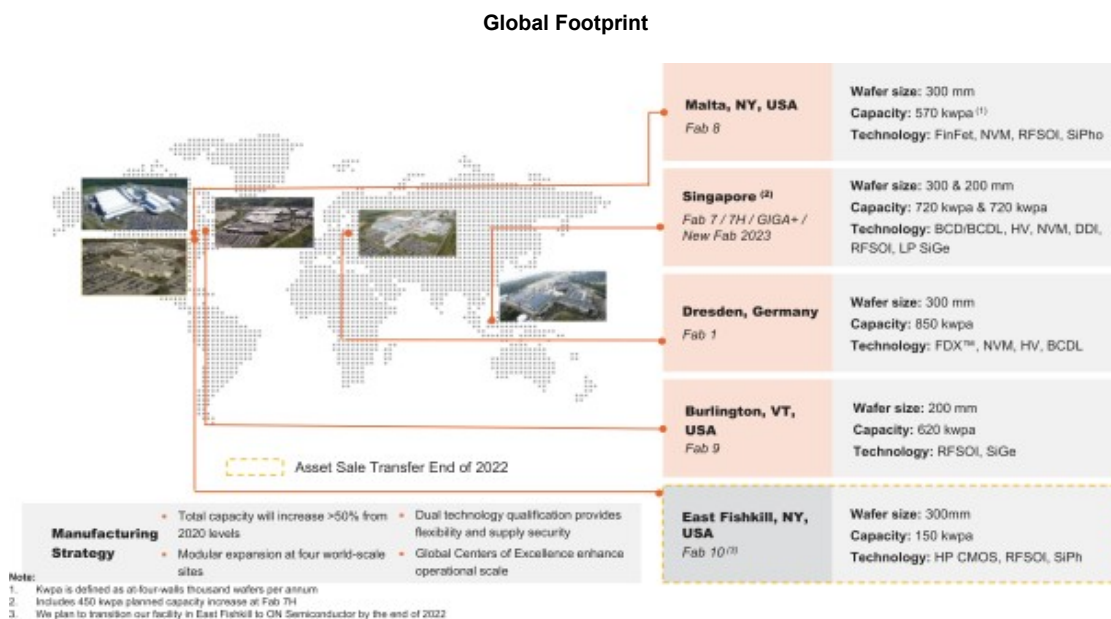 Global Footprint
Malta, NY, USA
Fab 8
Wafer size: 300 mm
Capacity: 570 kwpa (1)
Technology: FinFet, NVM, RFSOI, SiPho
Singapore (2)
Fab 7 / 7H / GIGA+ /
New Fab 2023
Wafer size: 300 & 200 mm
Capacity: 720 kwpa & 720 kwpa
Technology: BCD/BCDL, HV, NVM, DDI,
RFSOI, LP SiGe
Dresden, Germany
Fab 1
Wafer size: 300 mm
Capacity: 850 kwpa
Technology: FDX™, NVM, HV, BCDL
Burlington, VT,
USA
Fab 9
Wafer size: 200 mm
Capacity: 620 kwpa
Technology: RFSOI, SiGe
Asset Sale Transfer End of 2022
East Fishkill, NY,
USA
Fab 10 (3)
Wafer size: 300mm
Capacity: 150 kwpa
Technology: HP CMOS, RFSOI, SiPh
Manufacturing
Strategy
• Total capacity will increase >50% from
2020 levels
• Modular expansion at four world-scale
sites
• Dual technology qualification provides
flexibility and supply security
• Global Centers of Excellence enhance
operational scale
Note:
1. Kwpa is defined as at-four-walls thousand wafers per annum
2. Includes 450 kwpa planned capacity increase at Fab 7H
3. We plan to transition our facility in East Fishkill to ON Semiconductor by the end of 2022